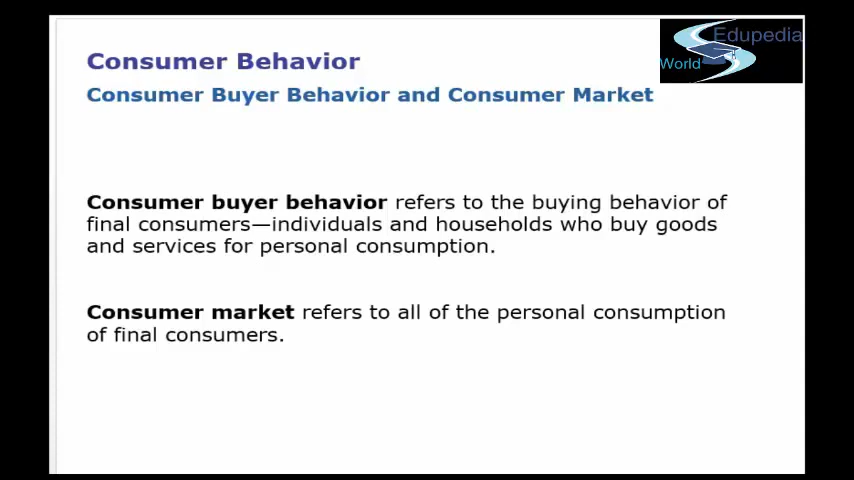 Edupedia
World
Consumer Behavior
Consumer Buyer Behavior and Consumer Market
Consumer buyer behavior refers to the buying behavior of
final consumers—individuals and households who buy goods
and services for personal consumption.
Consumer market refers to all of the personal consumption
of final consumers.